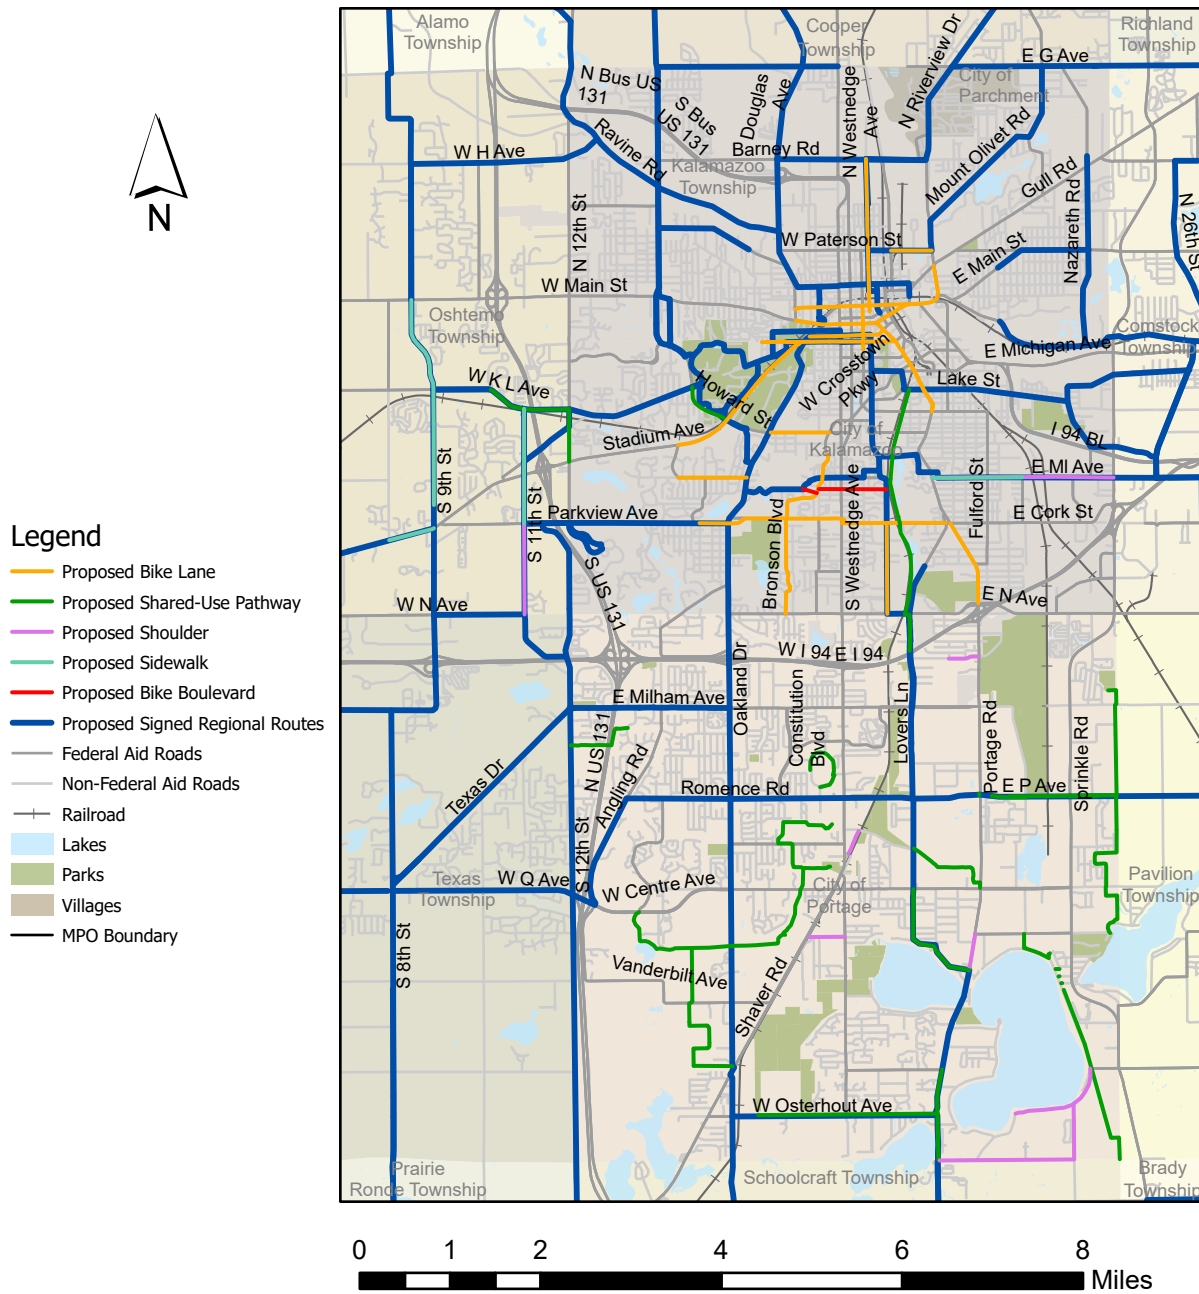 Alamo
Township
Cooper
Township
Richland
Township
N Riverview Dr
E G Ave
N Bus US
131
Douglas
Ave
N Westnedge
Ave
City of
Parchment
S Bus
US 131
Ravine Rd
Barney Rd
Mount Olivet Rd
W H Ave
Kalamazoo
Township
Gull Rd
N
N 12th St
Nazareth Rd
N 26th St
W Paterson St
E Main St
W Main St
Oshtemo
Township
Comstock
Township
E Michigan Ave
W K L Ave
Howard St
W Crosstown
Pkwy
Lake St
Stadium Ave
City of
Kalamazoo
I 94 BL
S 9th St
E MI Ave
S 11th St
Parkview Ave
Bronson Blvd
S Westnedge Ave
Fulford St
E Cork St
Legend
Proposed Bike Lane
Proposed Shared-Use Pathway
Proposed Shoulder
Proposed Sidewalk
Proposed Bike Boulevard
Proposed Signed Regional Routes
Federal Aid Roads
Non-Federal Aid Roads
Railroad
Lakes
Parks
Villages
MPO Boundary
S US 131
W N Ave
E N Ave
W I 94
E I 94
Oakland Dr
E Milham Ave
Constitution
Blvd
Lovers Ln
N US 131
Portage Rd
Sprinkle Rd
Texas Dr
Angling Rd
Romence Rd
E P Ave
S 12th St
Texas
Township
W Q Ave
W Centre Ave
City of
Portage
Pavilion
Township
S 8th St
Vanderbilt Ave
Shaver Rd
W Osterhout Ave
Prairie
Ronde Township
Schoolcraft Township
Brady
Township
0 1 2 4 6 8
Miles